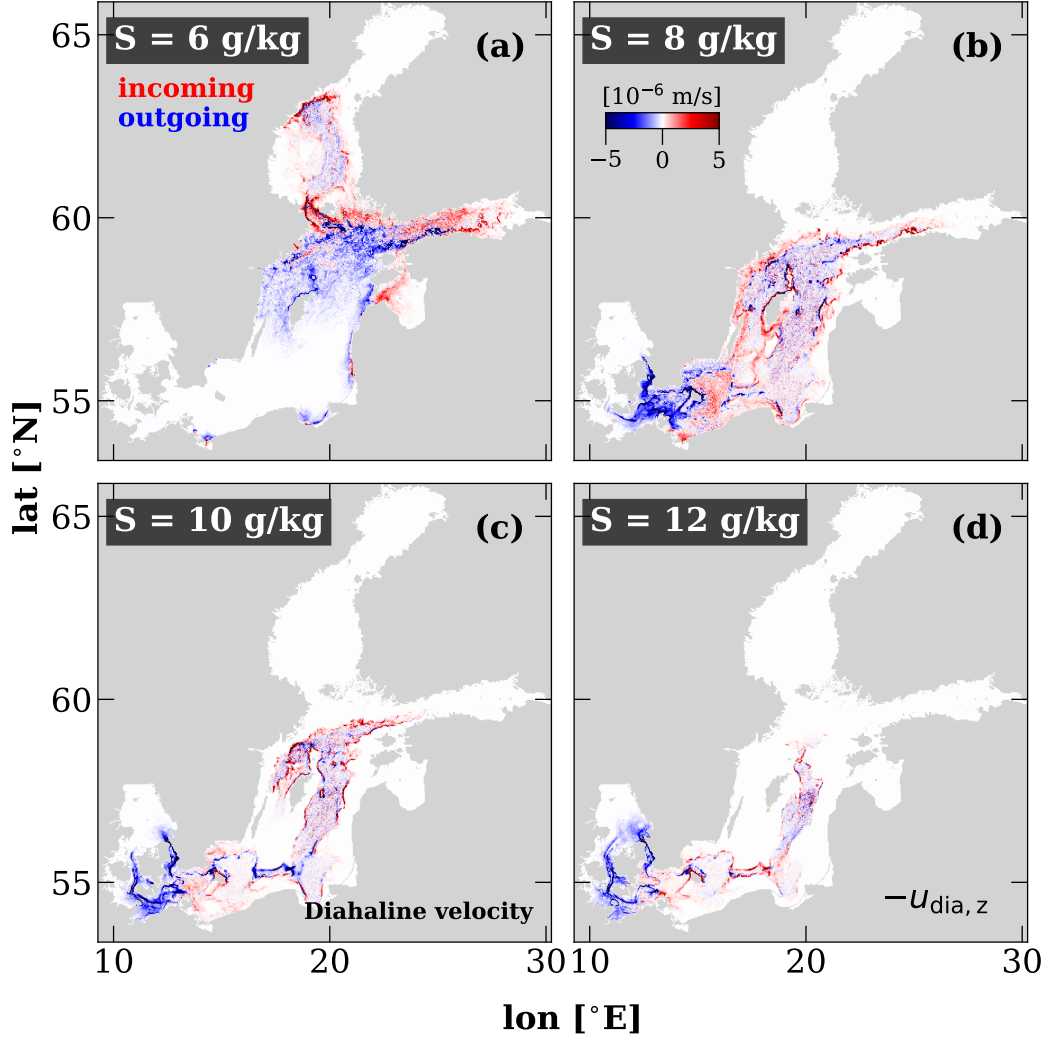 S = 6 g/kg
(a)
incoming
outgoing
S = 8 g/kg
(b)
[10⁻⁶ m/s]
−5 0 5
65
60
55
lat [°N]
S = 10 g/kg
(c)
Diahaline velocity
S = 12 g/kg
(d)
−u_dia, z
65
60
55
10 20 30
10 20 30
lon [°E]